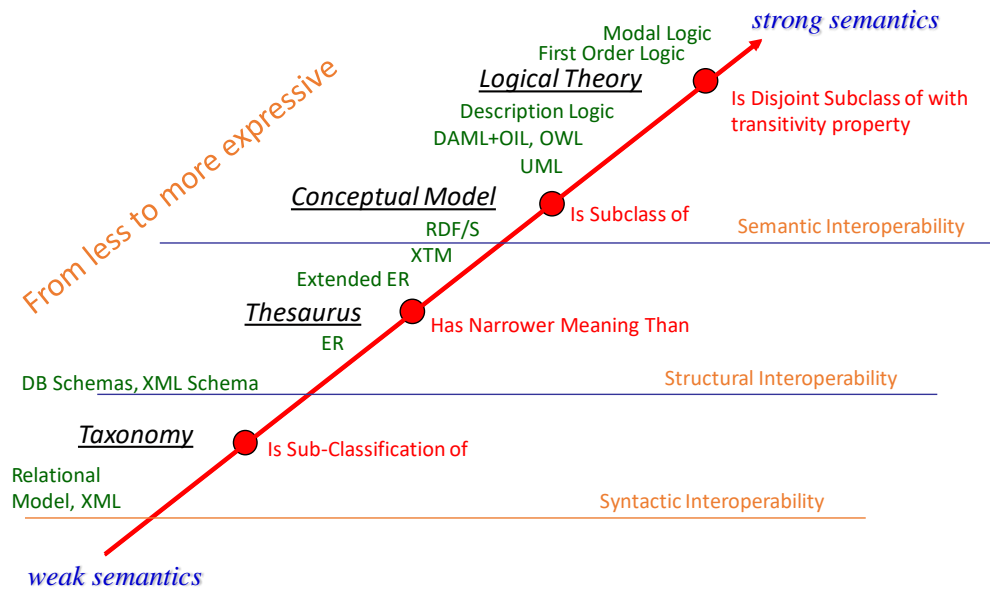 strong semantics
Modal Logic
First Order Logic
Logical Theory
Is Disjoint Subclass of with
transitivity property
From less to more expressive
Description Logic
DAML+OIL, OWL
UML
Conceptual Model
Is Subclass of
RDF/S
Semantic Interoperability
XTM
Extended ER
Thesaurus
Has Narrower Meaning Than
ER
DB Schemas, XML Schema
Structural Interoperability
Taxonomy
Is Sub-Classification of
Relational
Model, XML
Syntactic Interoperability
weak semantics